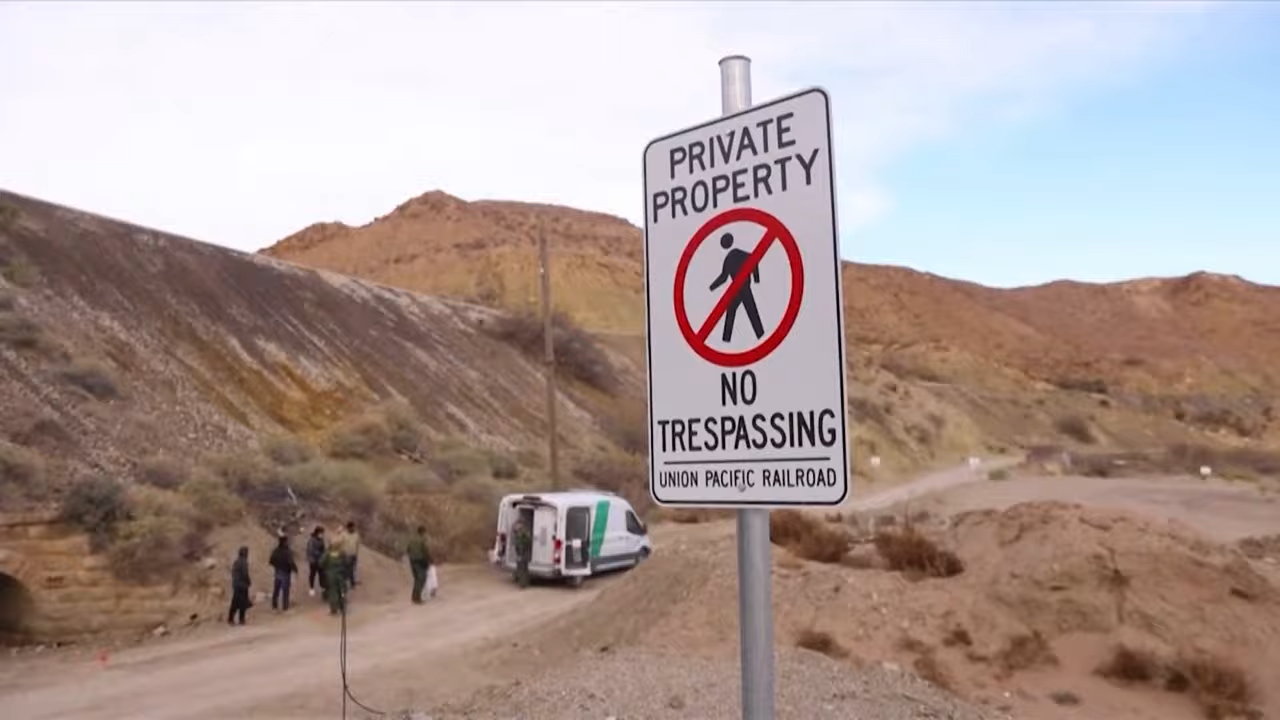 PRIVATE
PROPERTY
NO
TRESPASSING
UNION PACIFIC RAILROAD